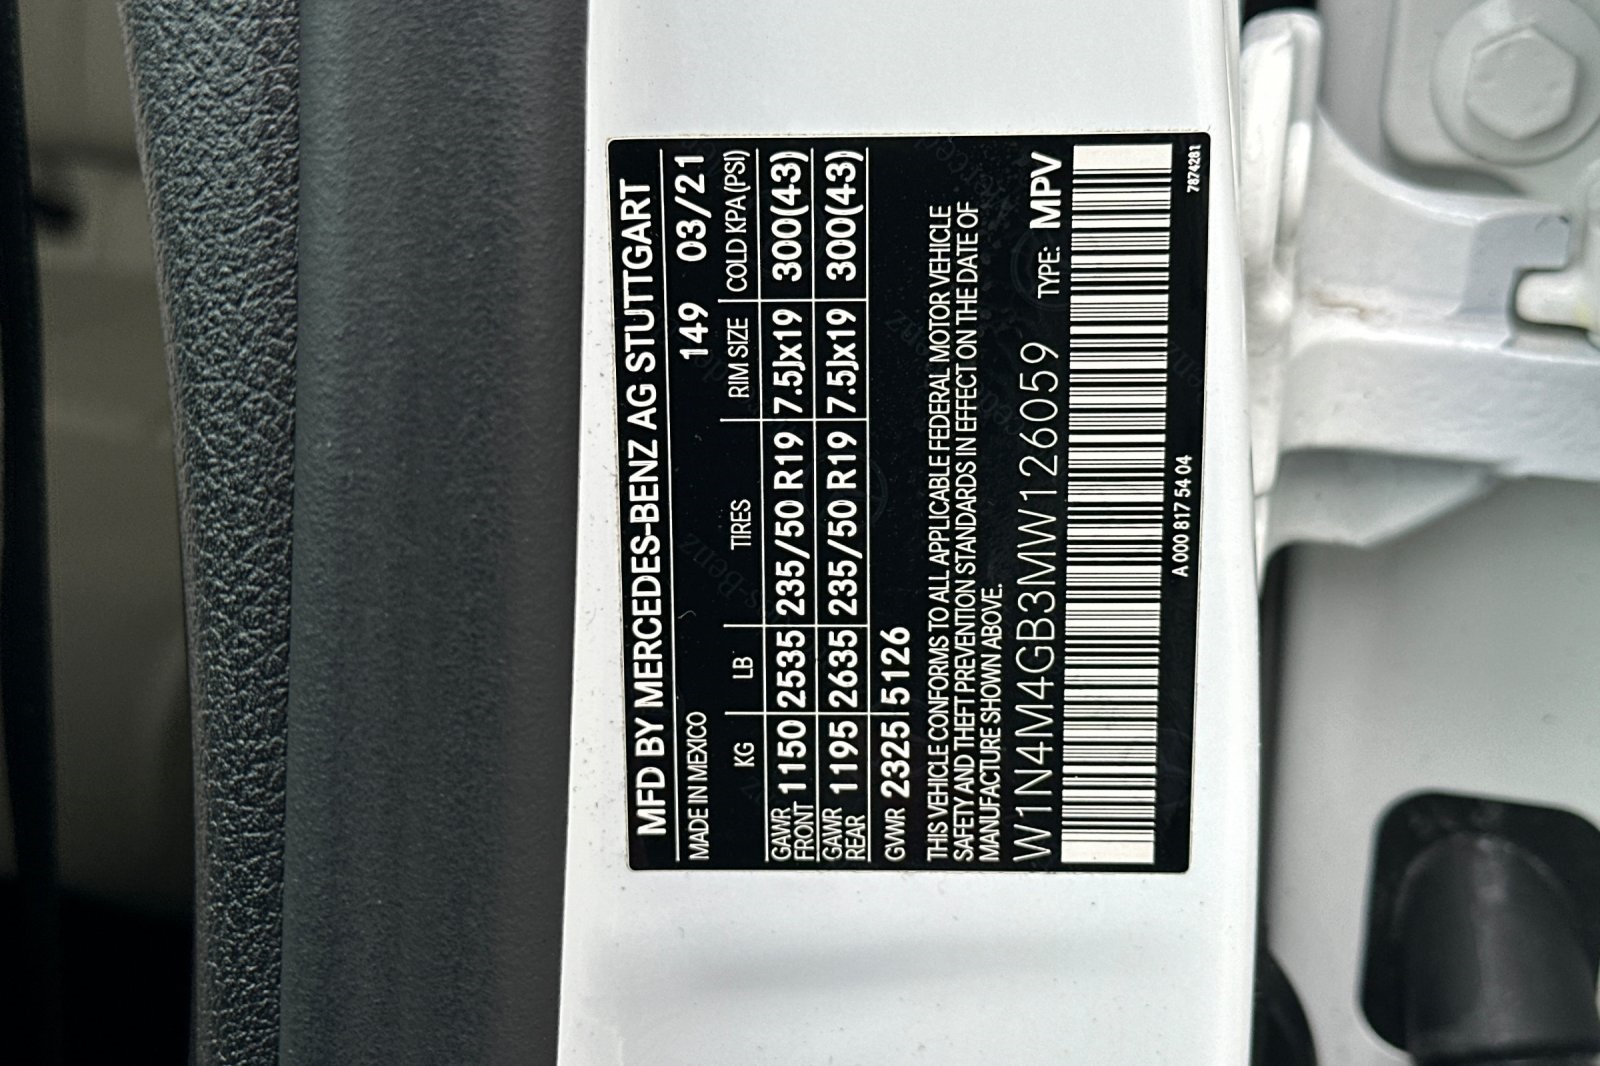 MFD BY MERCEDES-BENZ AG STUTTGART
MADE IN MEXICO 149 03/21
KG LB TIRES RIM SIZE COLD KPA(PSI)
GAWR FRONT 1150 2535 235/50 R19 7.5Jx19 300(43)
GAWR REAR 1195 2635 235/50 R19 7.5Jx19 300(43)
GVWR 2325 5126
THIS VEHICLE CONFORMS TO ALL APPLICABLE FEDERAL MOTOR VEHICLE
SAFETY AND THEFT PREVENTION STANDARDS IN EFFECT ON THE DATE OF
MANUFACTURE SHOWN ABOVE.
W1N4M4GB3MW126059 TYPE: MPV
A 000 817 54 04
7874281